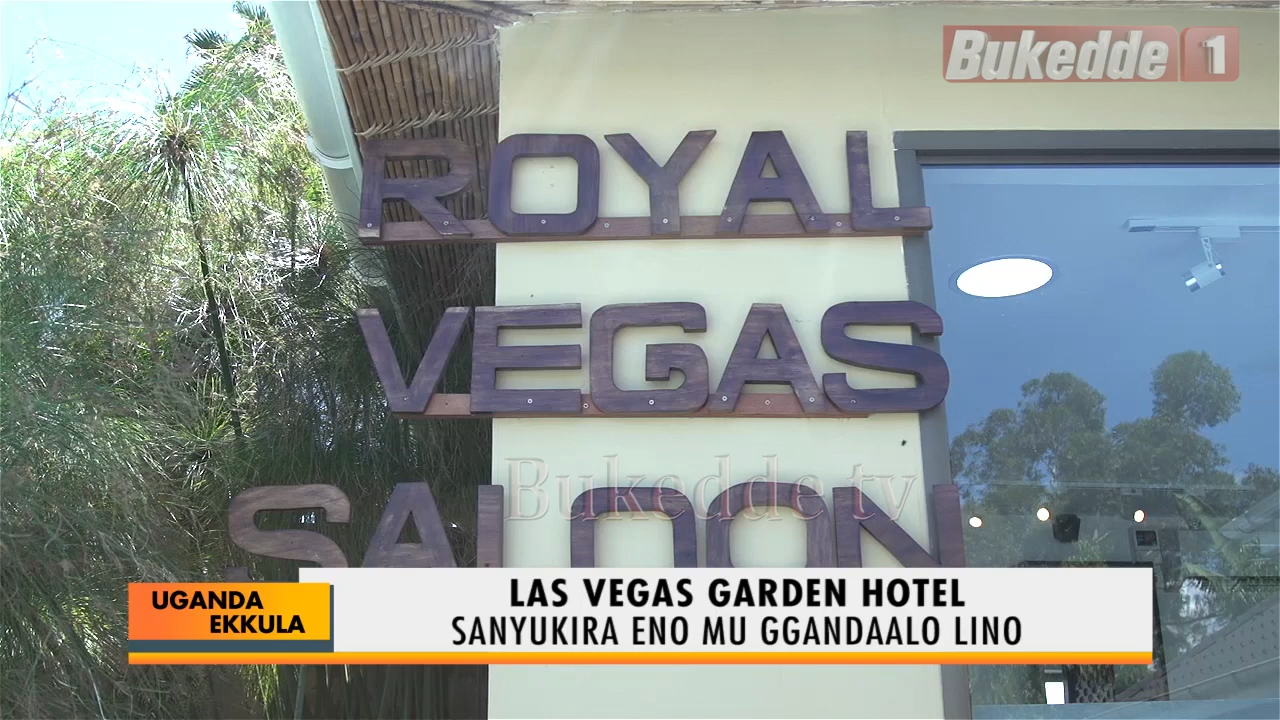 Bukedde 1
ROYAL
VEGAS
SALOON
Bukedde tv
UGANDA
EKKULA
LAS VEGAS GARDEN HOTEL
SANYUKIRA ENO MU GGANDAALO LINO